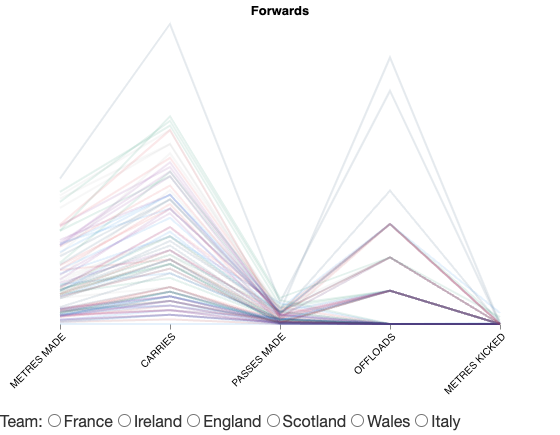 Forwards
METRES MADE
CARRIES
PASSES MADE
OFFLOADS
METRES KICKED
Team: France Ireland England Scotland Wales Italy